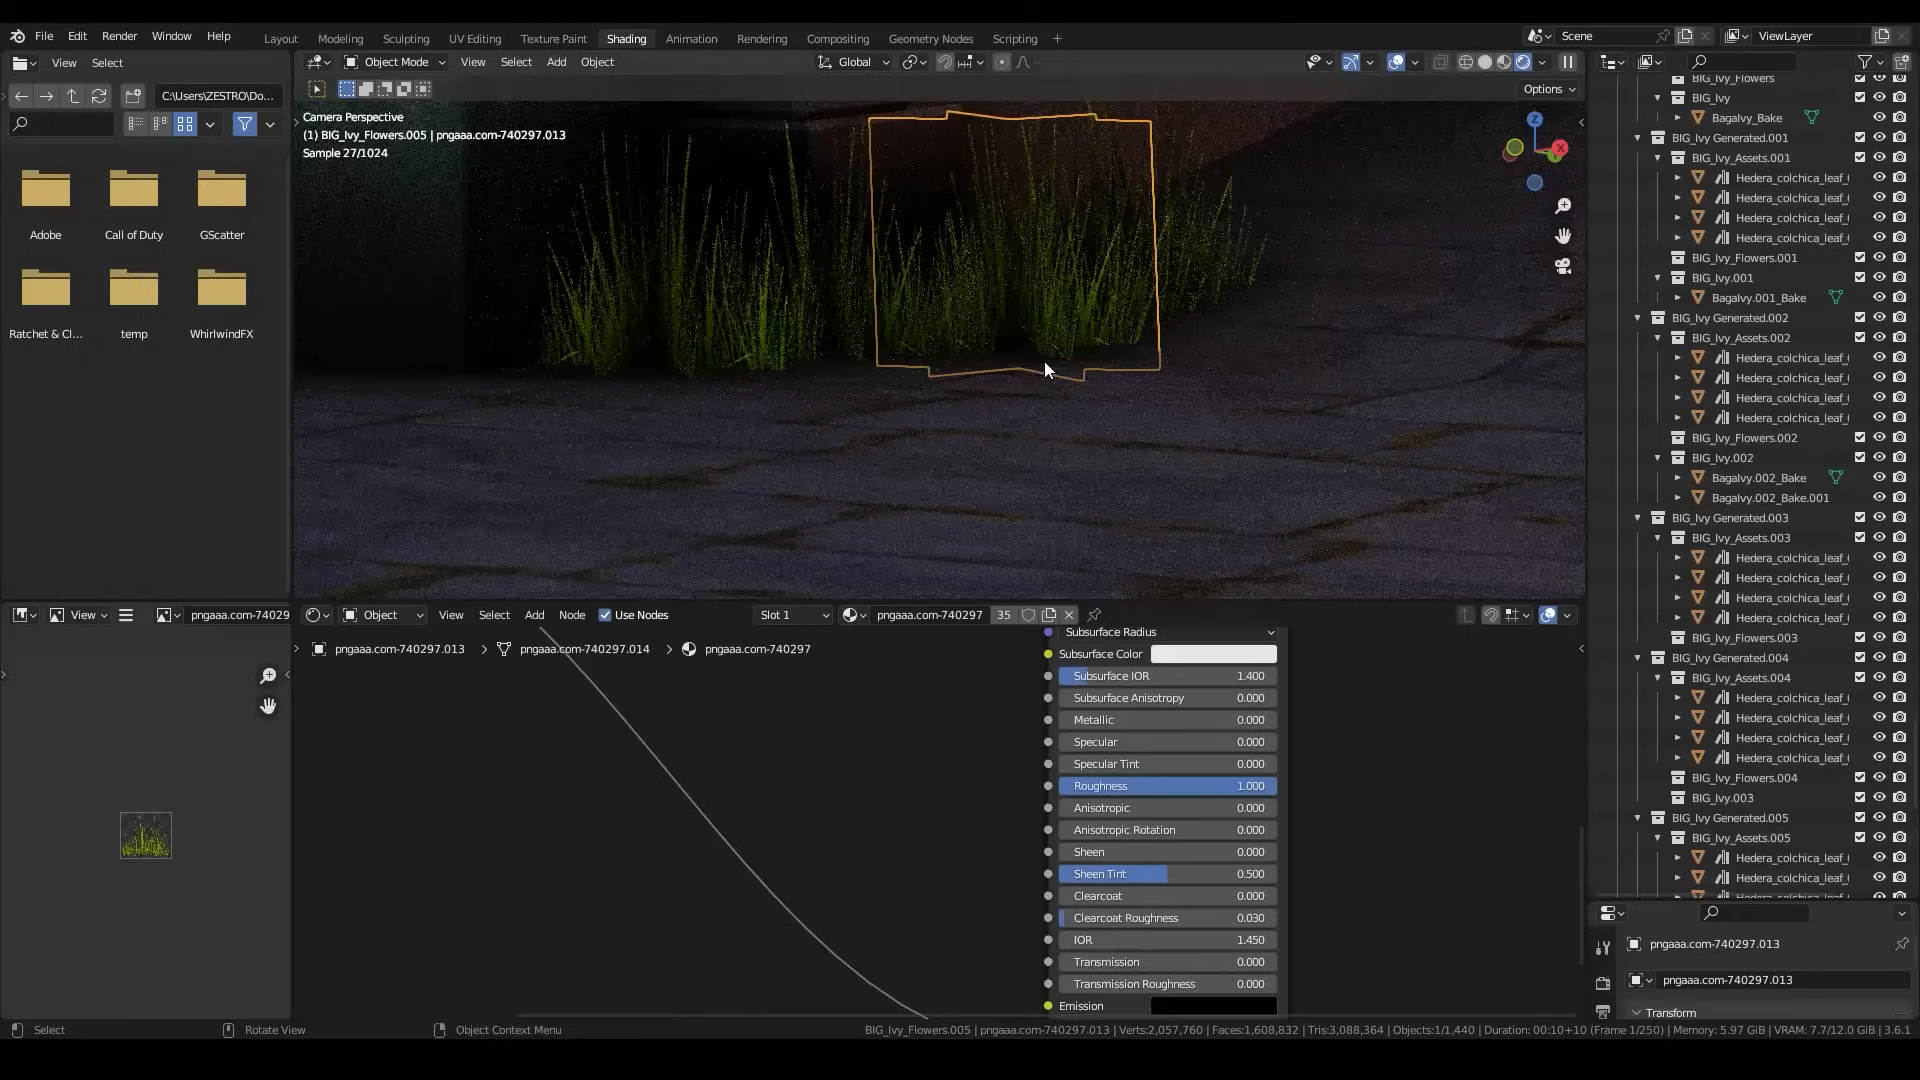 File Edit Render Window Help
Layout Modeling Sculpting UV Editing Texture Paint Shading Animation Rendering Compositing Geometry Nodes Scripting +
Scene
ViewLayer
View Select
C:\Users\ZESTRO\Do...
Adobe
Call of Duty
GScatter
Ratchet & Cl...
temp
WhirlwindFX
Object Mode View Select Add Object
Global
Options
Camera Perspective
(1) BIG_Ivy_Flowers.005 | pngaaa.com-740297.013
Sample 27/1024
Z
X
BIG_Ivy_Flowers
BIG_Ivy
BagaIvy_Bake
BIG_Ivy Generated.001
BIG_Ivy_Assets.001
Hedera_colchica_leaf_
Hedera_colchica_leaf_
Hedera_colchica_leaf_
Hedera_colchica_leaf_
BIG_Ivy_Flowers.001
BIG_Ivy.001
BagaIvy.001_Bake
BIG_Ivy Generated.002
BIG_Ivy_Assets.002
Hedera_colchica_leaf_
Hedera_colchica_leaf_
Hedera_colchica_leaf_
Hedera_colchica_leaf_
BIG_Ivy_Flowers.002
BIG_Ivy.002
BagaIvy.002_Bake
BagaIvy.002_Bake.001
BIG_Ivy Generated.003
BIG_Ivy_Assets.003
Hedera_colchica_leaf_
Hedera_colchica_leaf_
Hedera_colchica_leaf_
Hedera_colchica_leaf_
BIG_Ivy_Flowers.003
BIG_Ivy Generated.004
BIG_Ivy_Assets.004
Hedera_colchica_leaf_
Hedera_colchica_leaf_
Hedera_colchica_leaf_
Hedera_colchica_leaf_
BIG_Ivy_Flowers.004
BIG_Ivy.003
BIG_Ivy Generated.005
BIG_Ivy_Assets.005
Hedera_colchica_leaf_
Hedera_colchica_leaf_
View
pngaaa.com-74029
Object View Select Add Node Use Nodes
Slot 1
pngaaa.com-740297 35
pngaaa.com-740297.013 pngaaa.com-740297.014 pngaaa.com-740297
Subsurface Radius
Subsurface Color
Subsurface IOR 1.400
Subsurface Anisotropy 0.000
Metallic 0.000
Specular 0.000
Specular Tint 0.000
Roughness 1.000
Anisotropic 0.000
Anisotropic Rotation 0.000
Sheen 0.000
Sheen Tint 0.500
Clearcoat 0.000
Clearcoat Roughness 0.030
IOR 1.450
Transmission 0.000
Transmission Roughness 0.000
Emission
pngaaa.com-740297.013
pngaaa.com-740297.013
Transform
Select
Rotate View
Object Context Menu
BIG_Ivy_Flowers.005 | pngaaa.com-740297.013 | Verts:2,057,760 | Faces:1,608,832 | Tris:3,088,364 | Objects:1/1,440 | Duration: 00:10+10 (Frame 1/250) | Memory: 5.97 GiB | VRAM: 7.7/12.0 GiB | 3.6.1